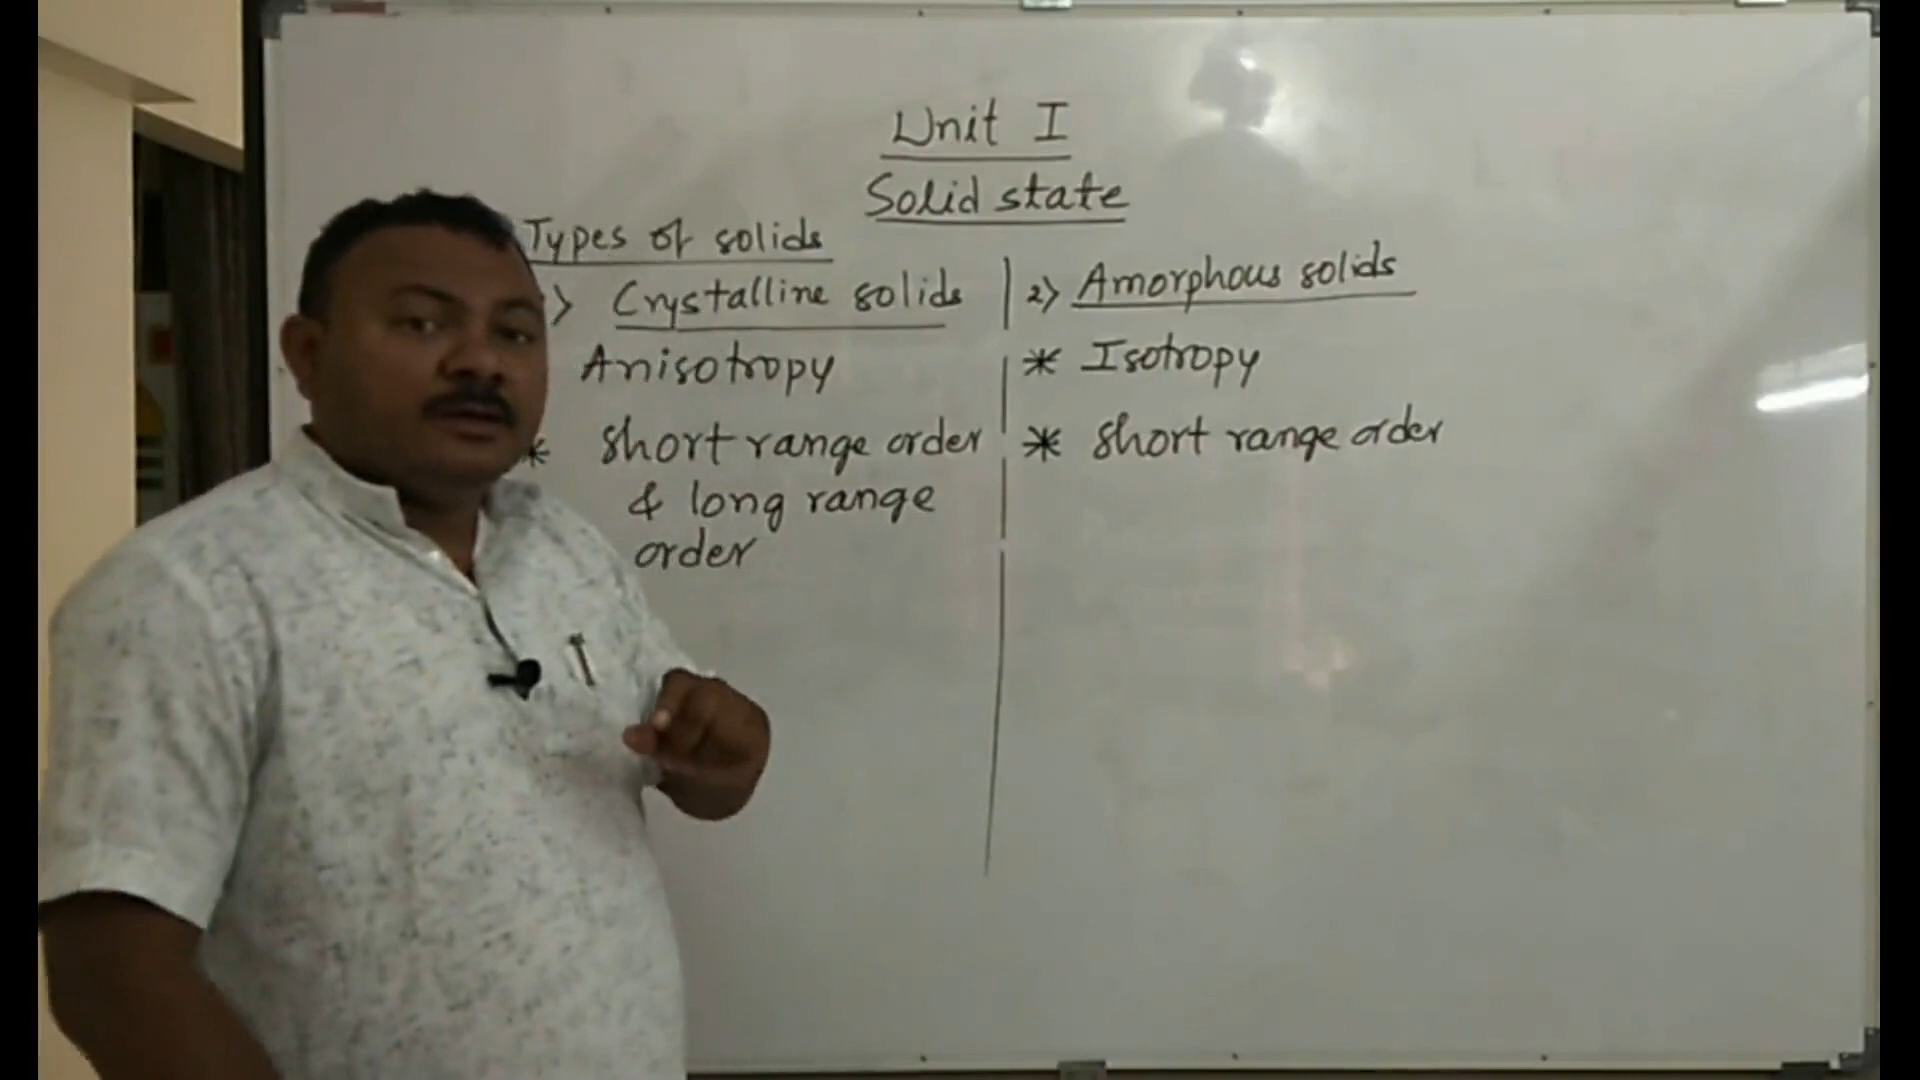 Unit I
Solid state
Types of solids
> Crystalline solids
2> Amorphous solids
Anisotropy
* Isotropy
* short range order
& long range
order
* short range order